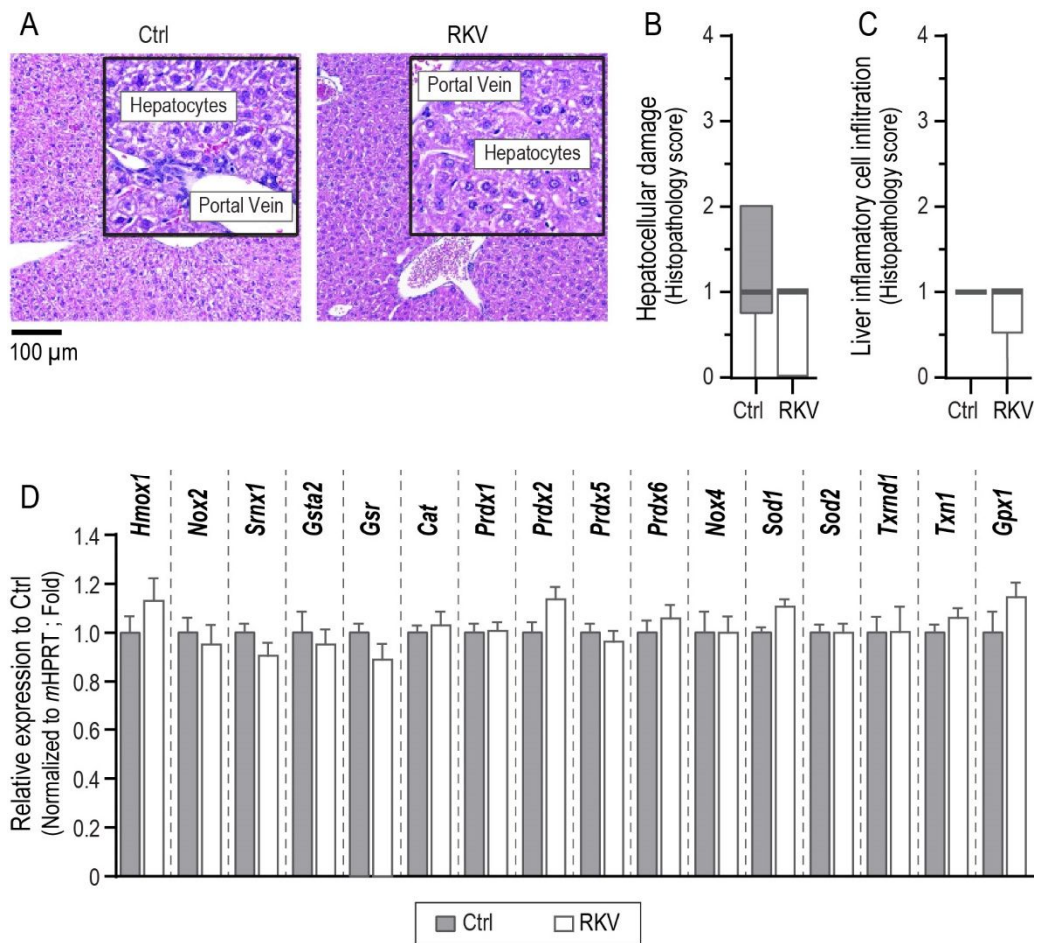 A
Ctrl
RKV
Hepatocytes
Portal Vein
Portal Vein
Hepatocytes
100 µm
B
Hepatocellular damage
(Histopathology score)
4
3
2
1
0
Ctrl RKV
C
Liver inflamatory cell infiltration
(Histopathology score)
4
3
2
1
0
Ctrl RKV
D
Relative expression to Ctrl
(Normalized to mHPRT ; Fold)
Hmox1
Nox2
Srnx1
Gsta2
Gsr
Cat
Prdx1
Prdx2
Prdx5
Prdx6
Nox4
Sod1
Sod2
Txrnd1
Txn1
Gpx1
1.4
1.2
1.0
0.8
0.6
0.4
0.2
0
Ctrl RKV